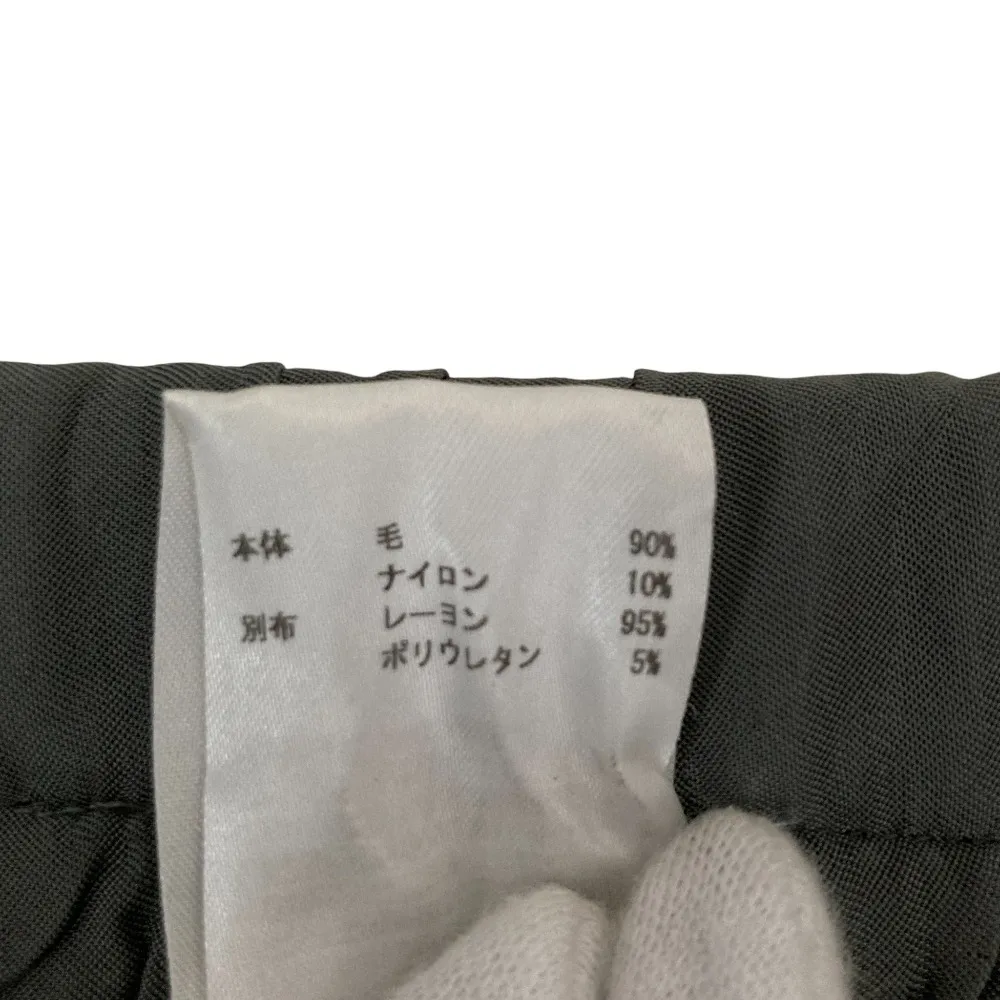 本体 毛 90%
ナイロン 10%
別布 レーヨン 95%
ポリウレタン 5%